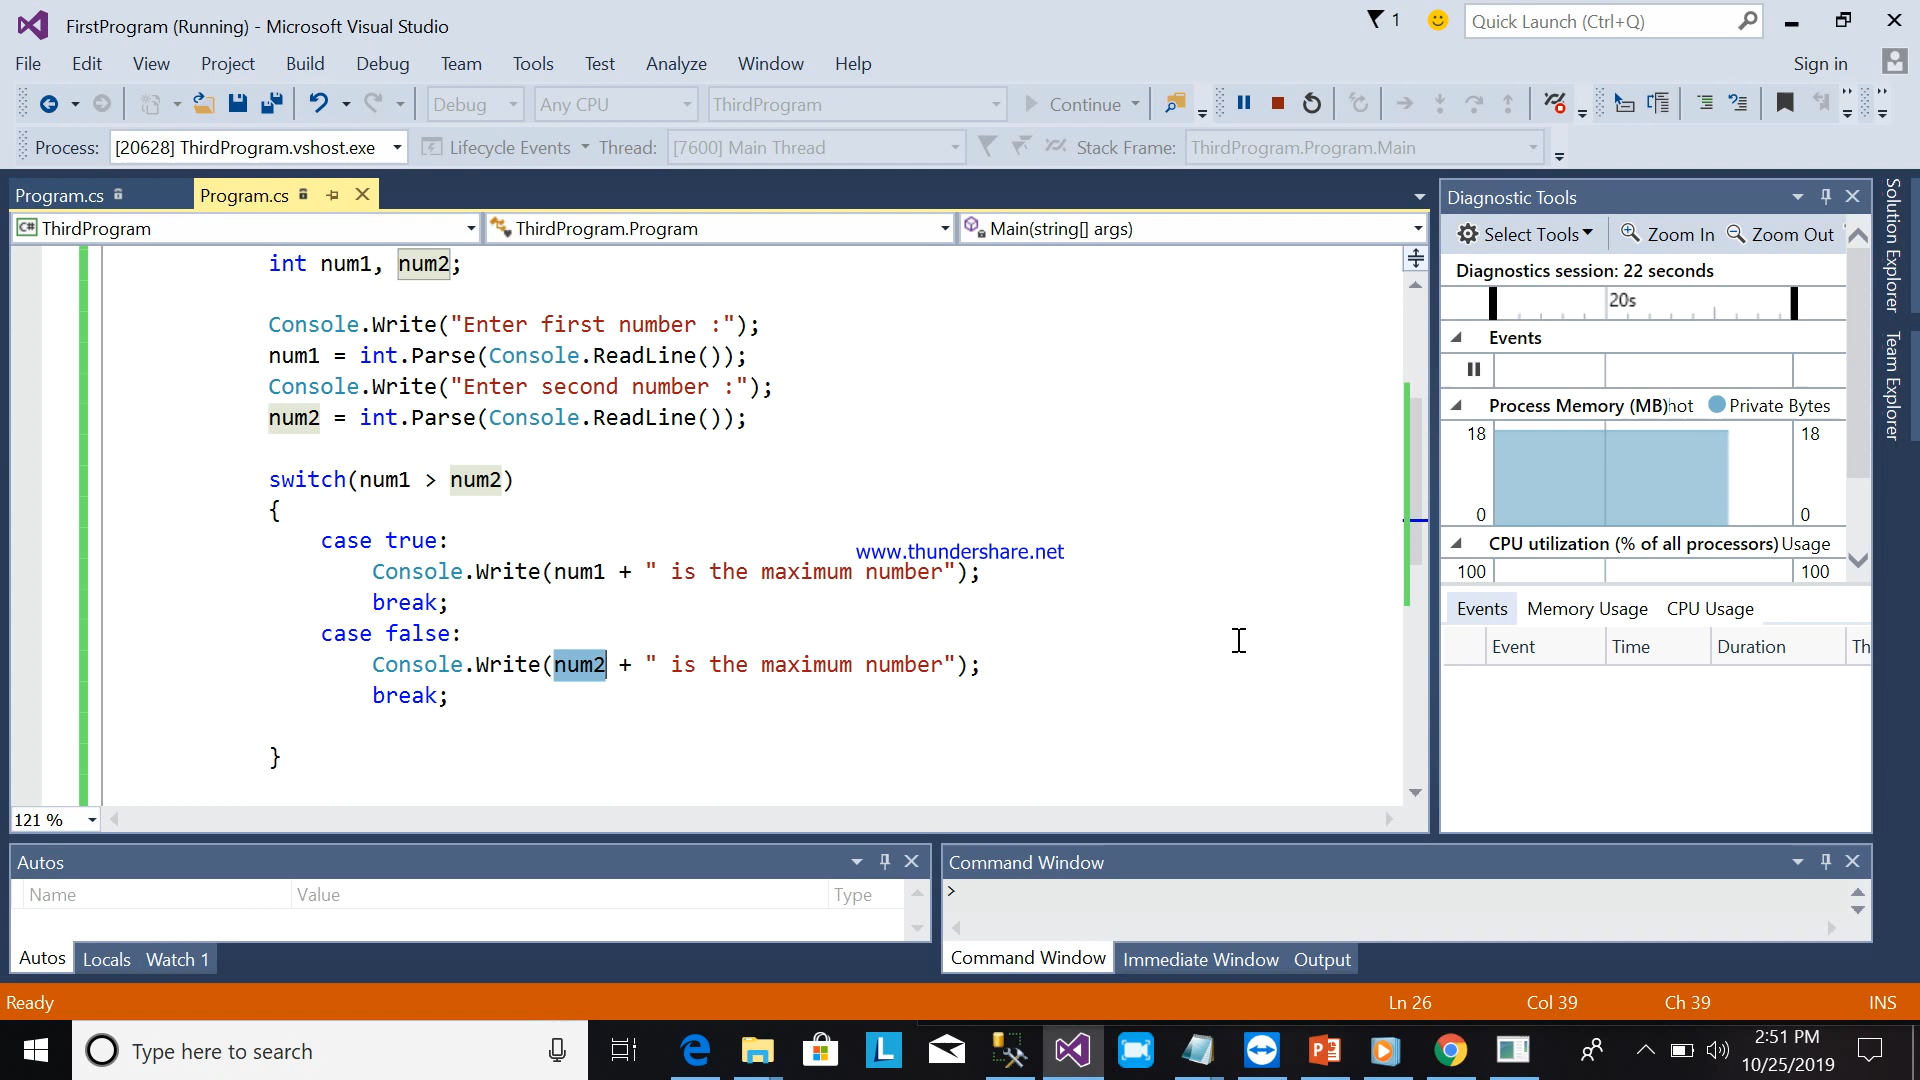 FirstProgram (Running) - Microsoft Visual Studio
1
Quick Launch (Ctrl+Q)
File Edit View Project Build Debug Team Tools Test Analyze Window Help
Sign in
Debug Any CPU ThirdProgram Continue
Process: [20628] ThirdProgram.vshost.exe Lifecycle Events Thread: [7600] Main Thread Stack Frame: ThirdProgram.Program.Main
Program.cs Program.cs
C# ThirdProgram ThirdProgram.Program Main(string[] args)
int num1, num2;
Console.Write("Enter first number :");
num1 = int.Parse(Console.ReadLine());
Console.Write("Enter second number :");
num2 = int.Parse(Console.ReadLine());
switch(num1 > num2)
{
case true:
www.thundershare.net
Console.Write(num1 + " is the maximum number");
break;
case false:
Console.Write(num2 + " is the maximum number");
break;
}
121 %
Diagnostic Tools
Select Tools Zoom In Zoom Out
Diagnostics session: 22 seconds
20s
Events
Process Memory (MB) hot Private Bytes
18 18
0 0
CPU utilization (% of all processors) Usage
100 100
Events Memory Usage CPU Usage
Event Time Duration Th
Solution Explorer
Team Explorer
Autos
Name Value Type
Autos Locals Watch 1
Command Window
>
Command Window Immediate Window Output
Ready Ln 26 Col 39 Ch 39 INS
Type here to search
L
2:51 PM
10/25/2019